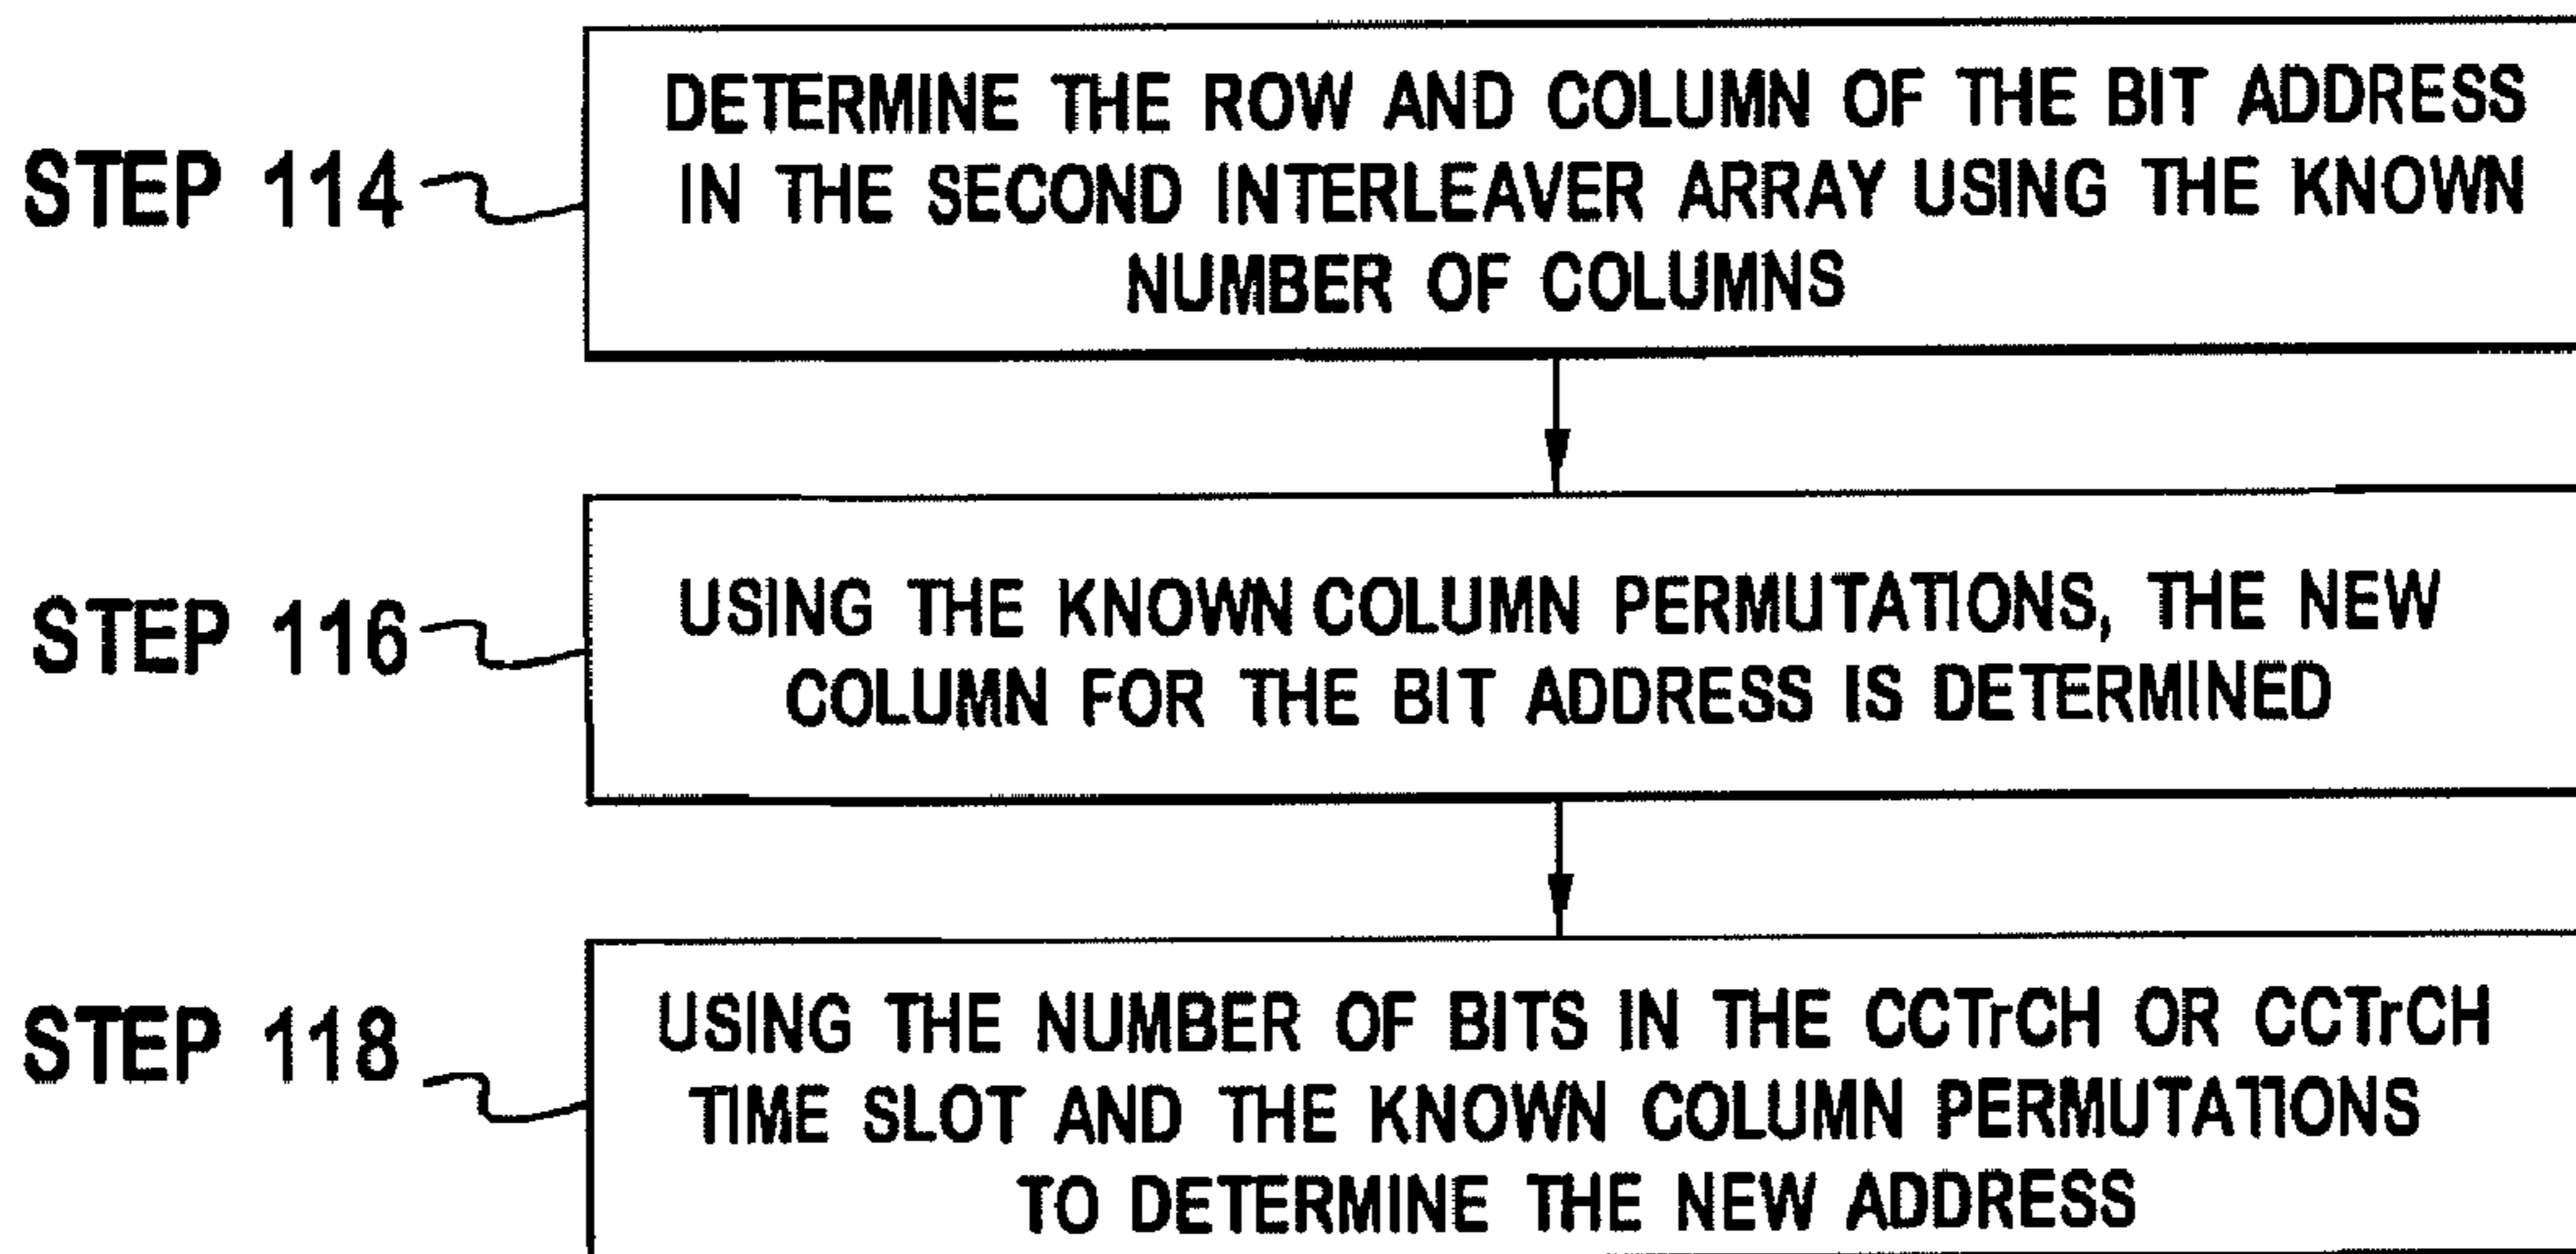 STEP 114
DETERMINE THE ROW AND COLUMN OF THE BIT ADDRESS
IN THE SECOND INTERLEAVER ARRAY USING THE KNOWN
NUMBER OF COLUMNS
STEP 116
USING THE KNOWN COLUMN PERMUTATIONS, THE NEW
COLUMN FOR THE BIT ADDRESS IS DETERMINED
STEP 118
USING THE NUMBER OF BITS IN THE CCTrCH OR CCTrCH
TIME SLOT AND THE KNOWN COLUMN PERMUTATIONS
TO DETERMINE THE NEW ADDRESS